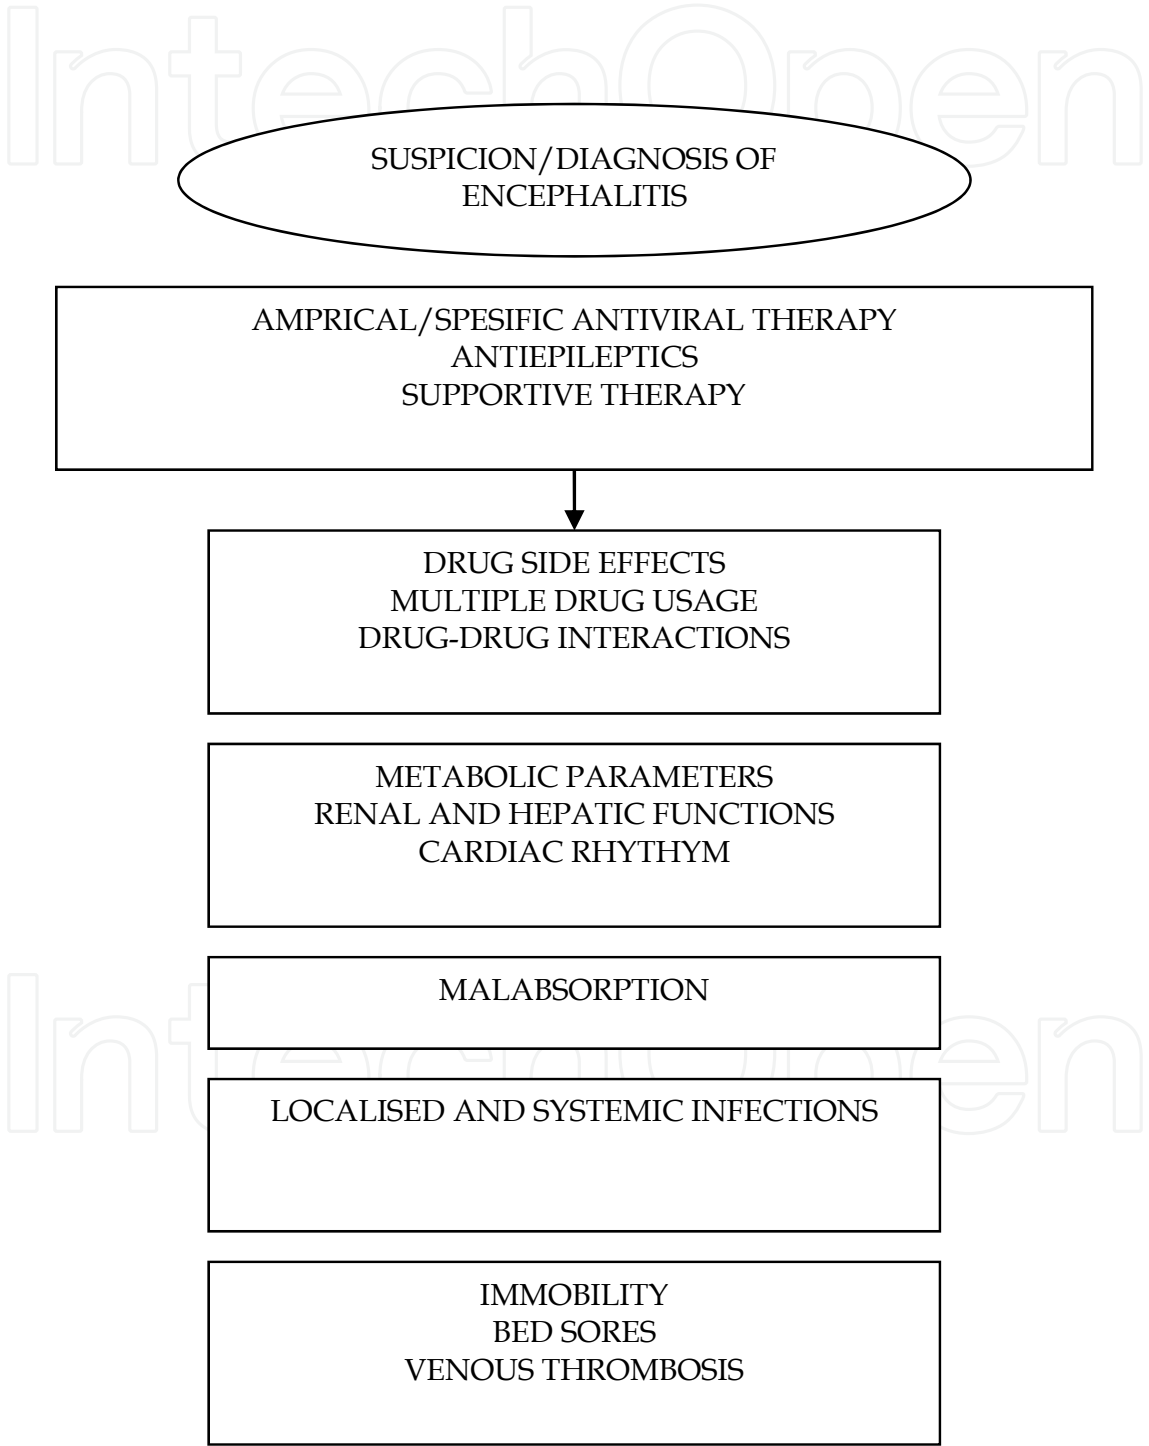 IntechOpen
SUSPICION/DIAGNOSIS OF
ENCEPHALITIS
AMPRICAL/SPESIFIC ANTIVIRAL THERAPY
ANTIEPILEPTICS
SUPPORTIVE THERAPY
DRUG SIDE EFFECTS
MULTIPLE DRUG USAGE
DRUG-DRUG INTERACTIONS
METABOLIC PARAMETERS
RENAL AND HEPATIC FUNCTIONS
CARDIAC RHYTHYM
MALABSORPTION
IntechOpen
LOCALISED AND SYSTEMIC INFECTIONS
IMMOBILITY
BED SORES
VENOUS THROMBOSIS